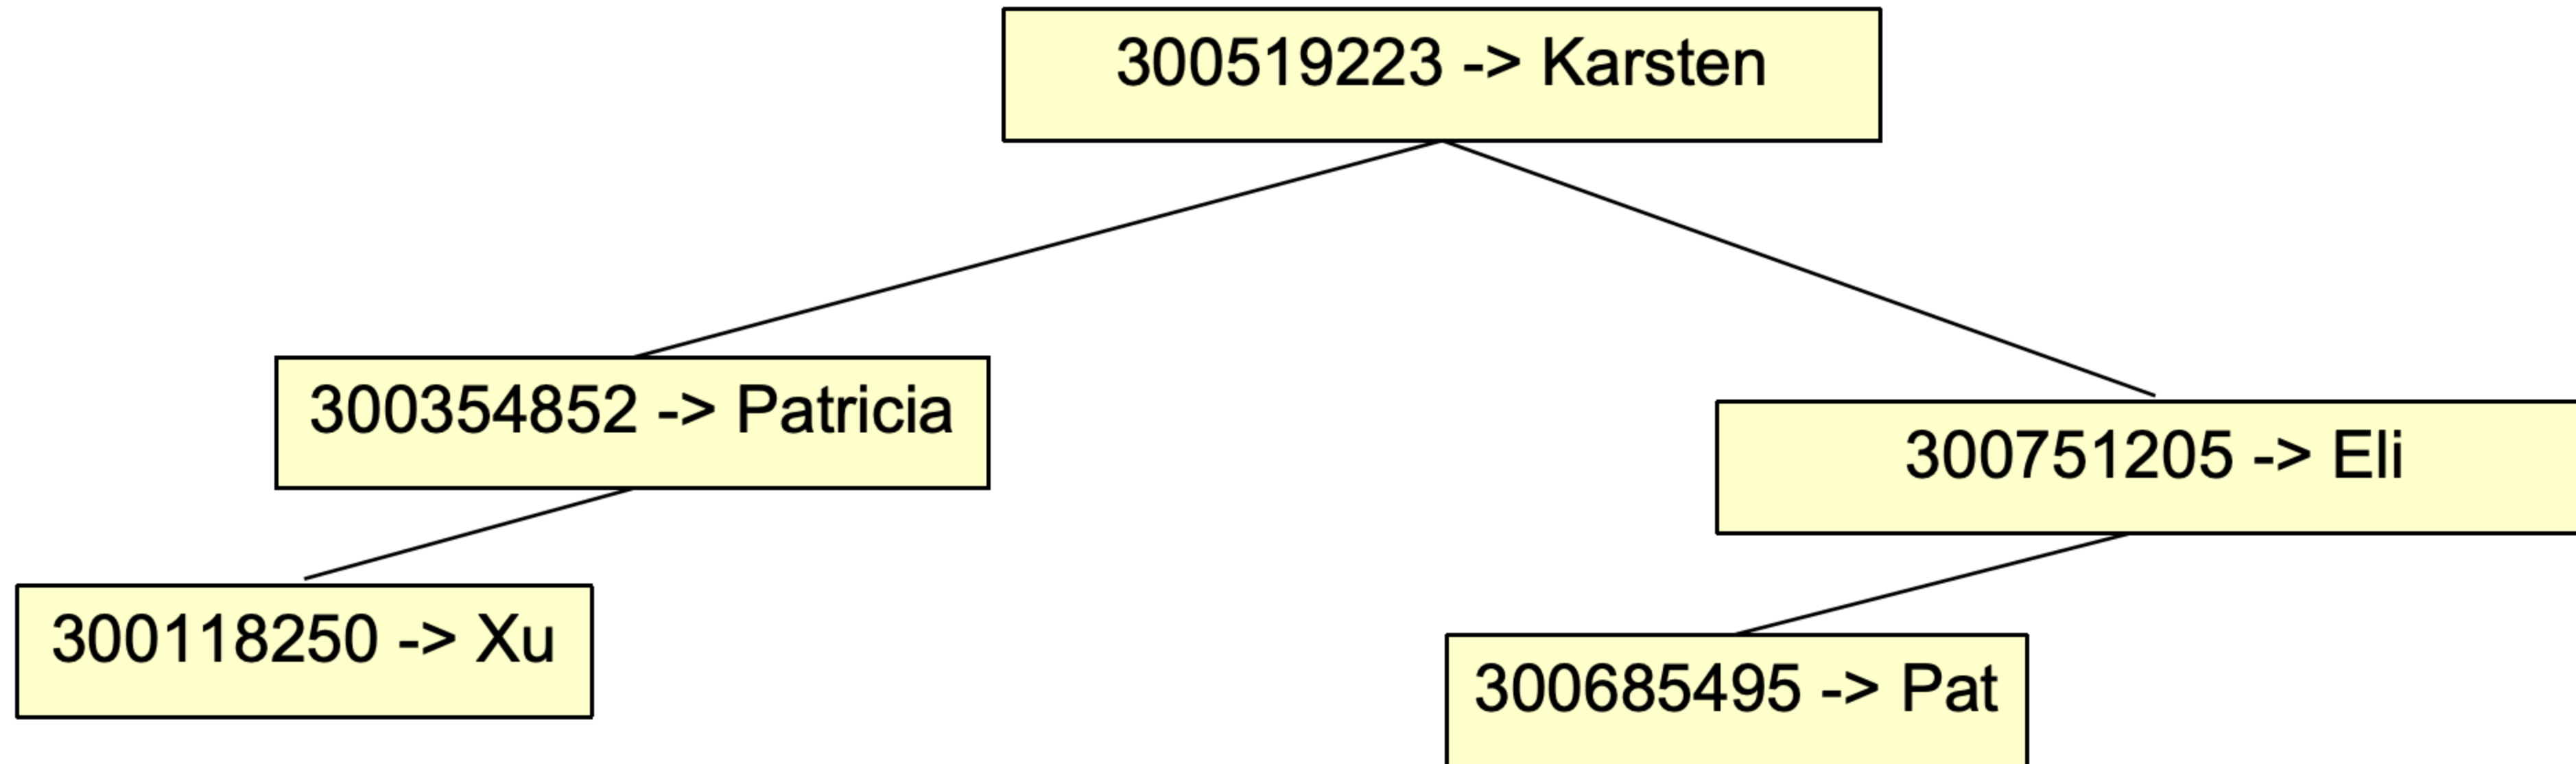 300519223 -> Karsten
300354852 -> Patricia
300751205 -> Eli
300118250 -> Xu
300685495 -> Pat